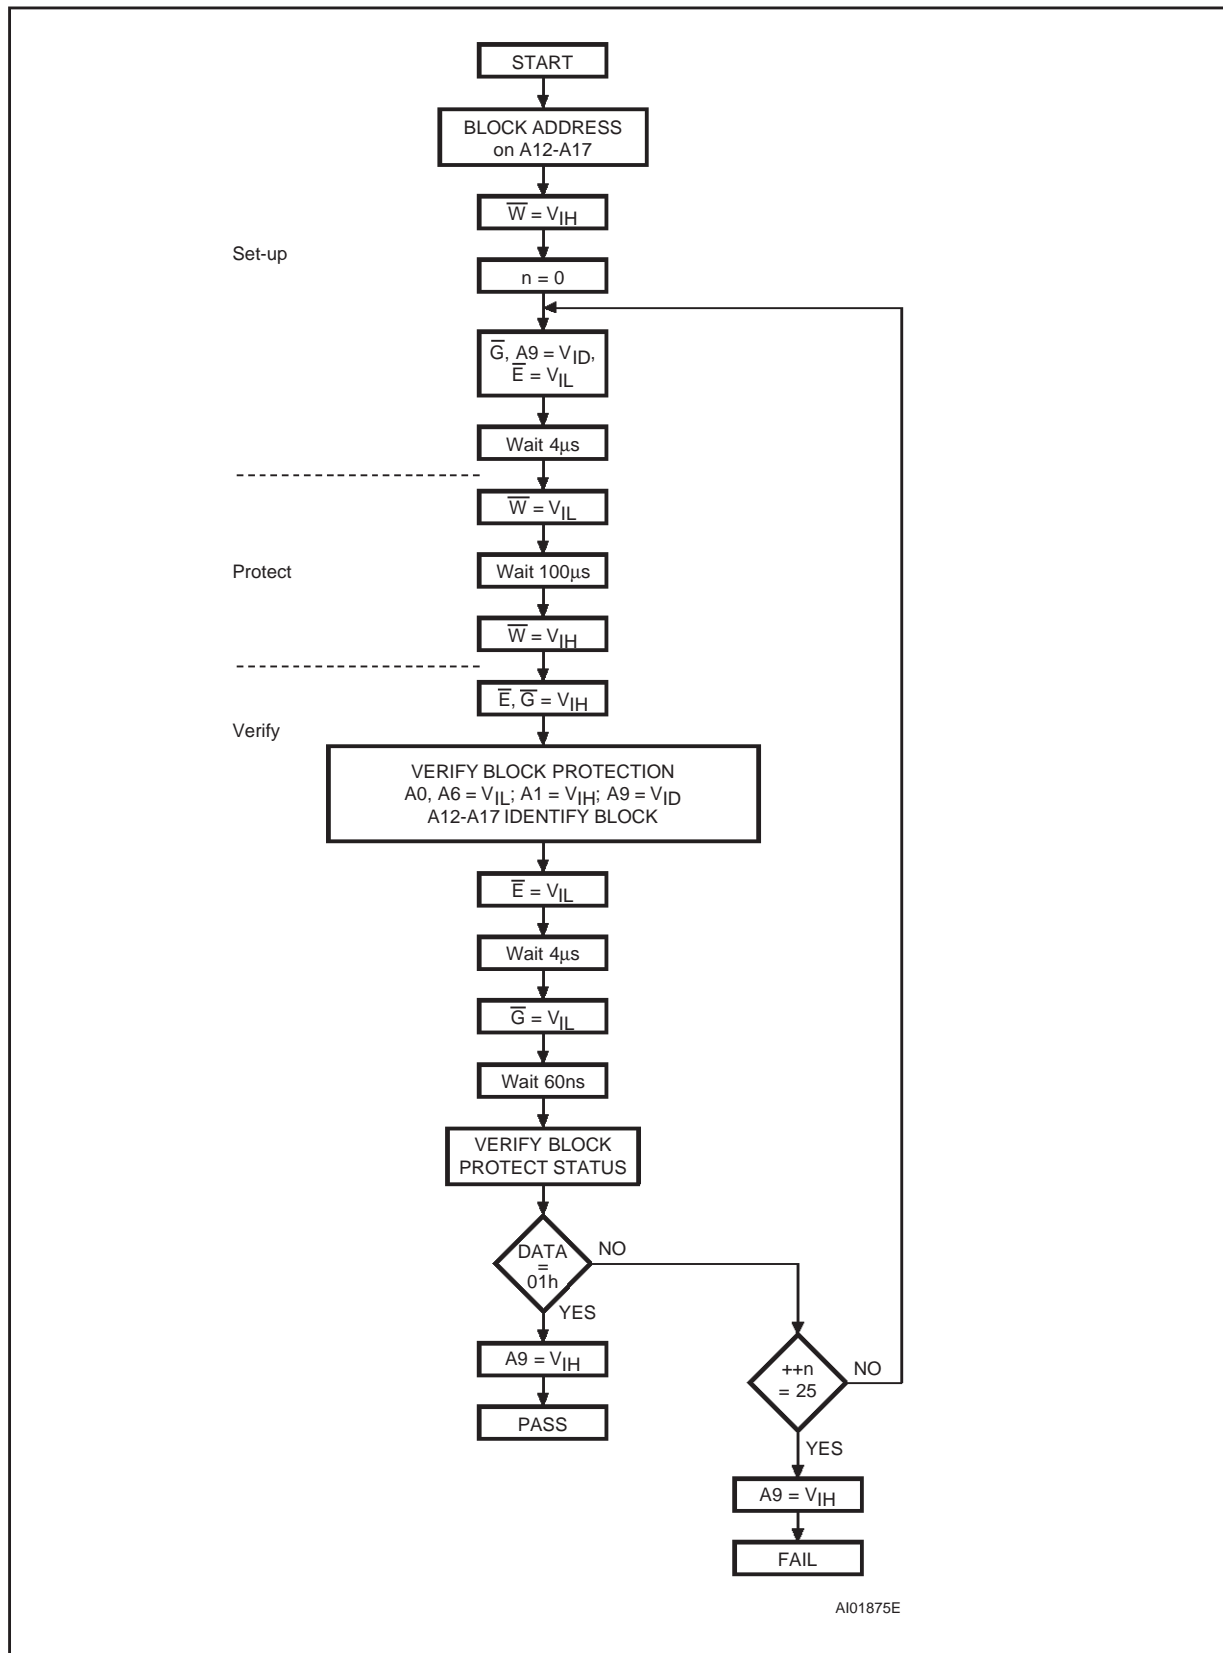 START
BLOCK ADDRESS
on A12-A17
W̅ = VIH
Set-up
n = 0
G̅, A9 = VID,
E̅ = VIL
Wait 4µs
W̅ = VIL
Protect
Wait 100µs
W̅ = VIH
E̅, G̅ = VIH
Verify
VERIFY BLOCK PROTECTION
A0, A6 = VIL; A1 = VIH; A9 = VID
A12-A17 IDENTIFY BLOCK
E̅ = VIL
Wait 4µs
G̅ = VIL
Wait 60ns
VERIFY BLOCK
PROTECT STATUS
DATA
=
01h
NO
YES
A9 = VIH
PASS
++n
= 25
NO
YES
A9 = VIH
FAIL
AI01875E